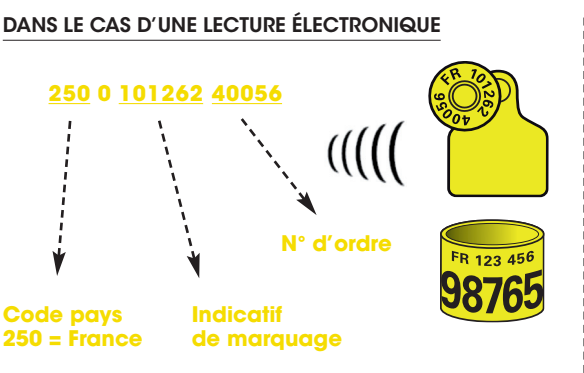 DANS LE CAS D'UNE LECTURE ÉLECTRONIQUE
250 0 101262 40056
FR 101262
40056
N° d'ordre
FR 123 456
98765
Code pays
250 = France
Indicatif
de marquage